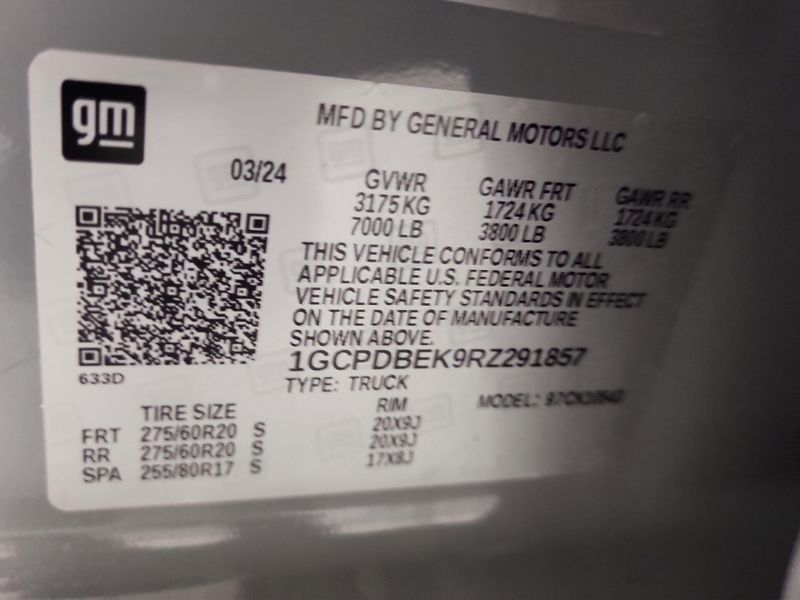 gm
MFD BY GENERAL MOTORS LLC
03/24
GVWR GAWR FRT GAWR RR
3175 KG 1724 KG 1724 KG
7000 LB 3800 LB 3800 LB
THIS VEHICLE CONFORMS TO ALL
APPLICABLE U.S. FEDERAL MOTOR
VEHICLE SAFETY STANDARDS IN EFFECT
ON THE DATE OF MANUFACTURE
SHOWN ABOVE.
1GCPDBEK9RZ291857
633D
TYPE: TRUCK
TIRE SIZE RIM MODEL:
FRT 275/60R20 S 20X9J
RR 275/60R20 S 20X9J
SPA 255/80R17 S 17X8J